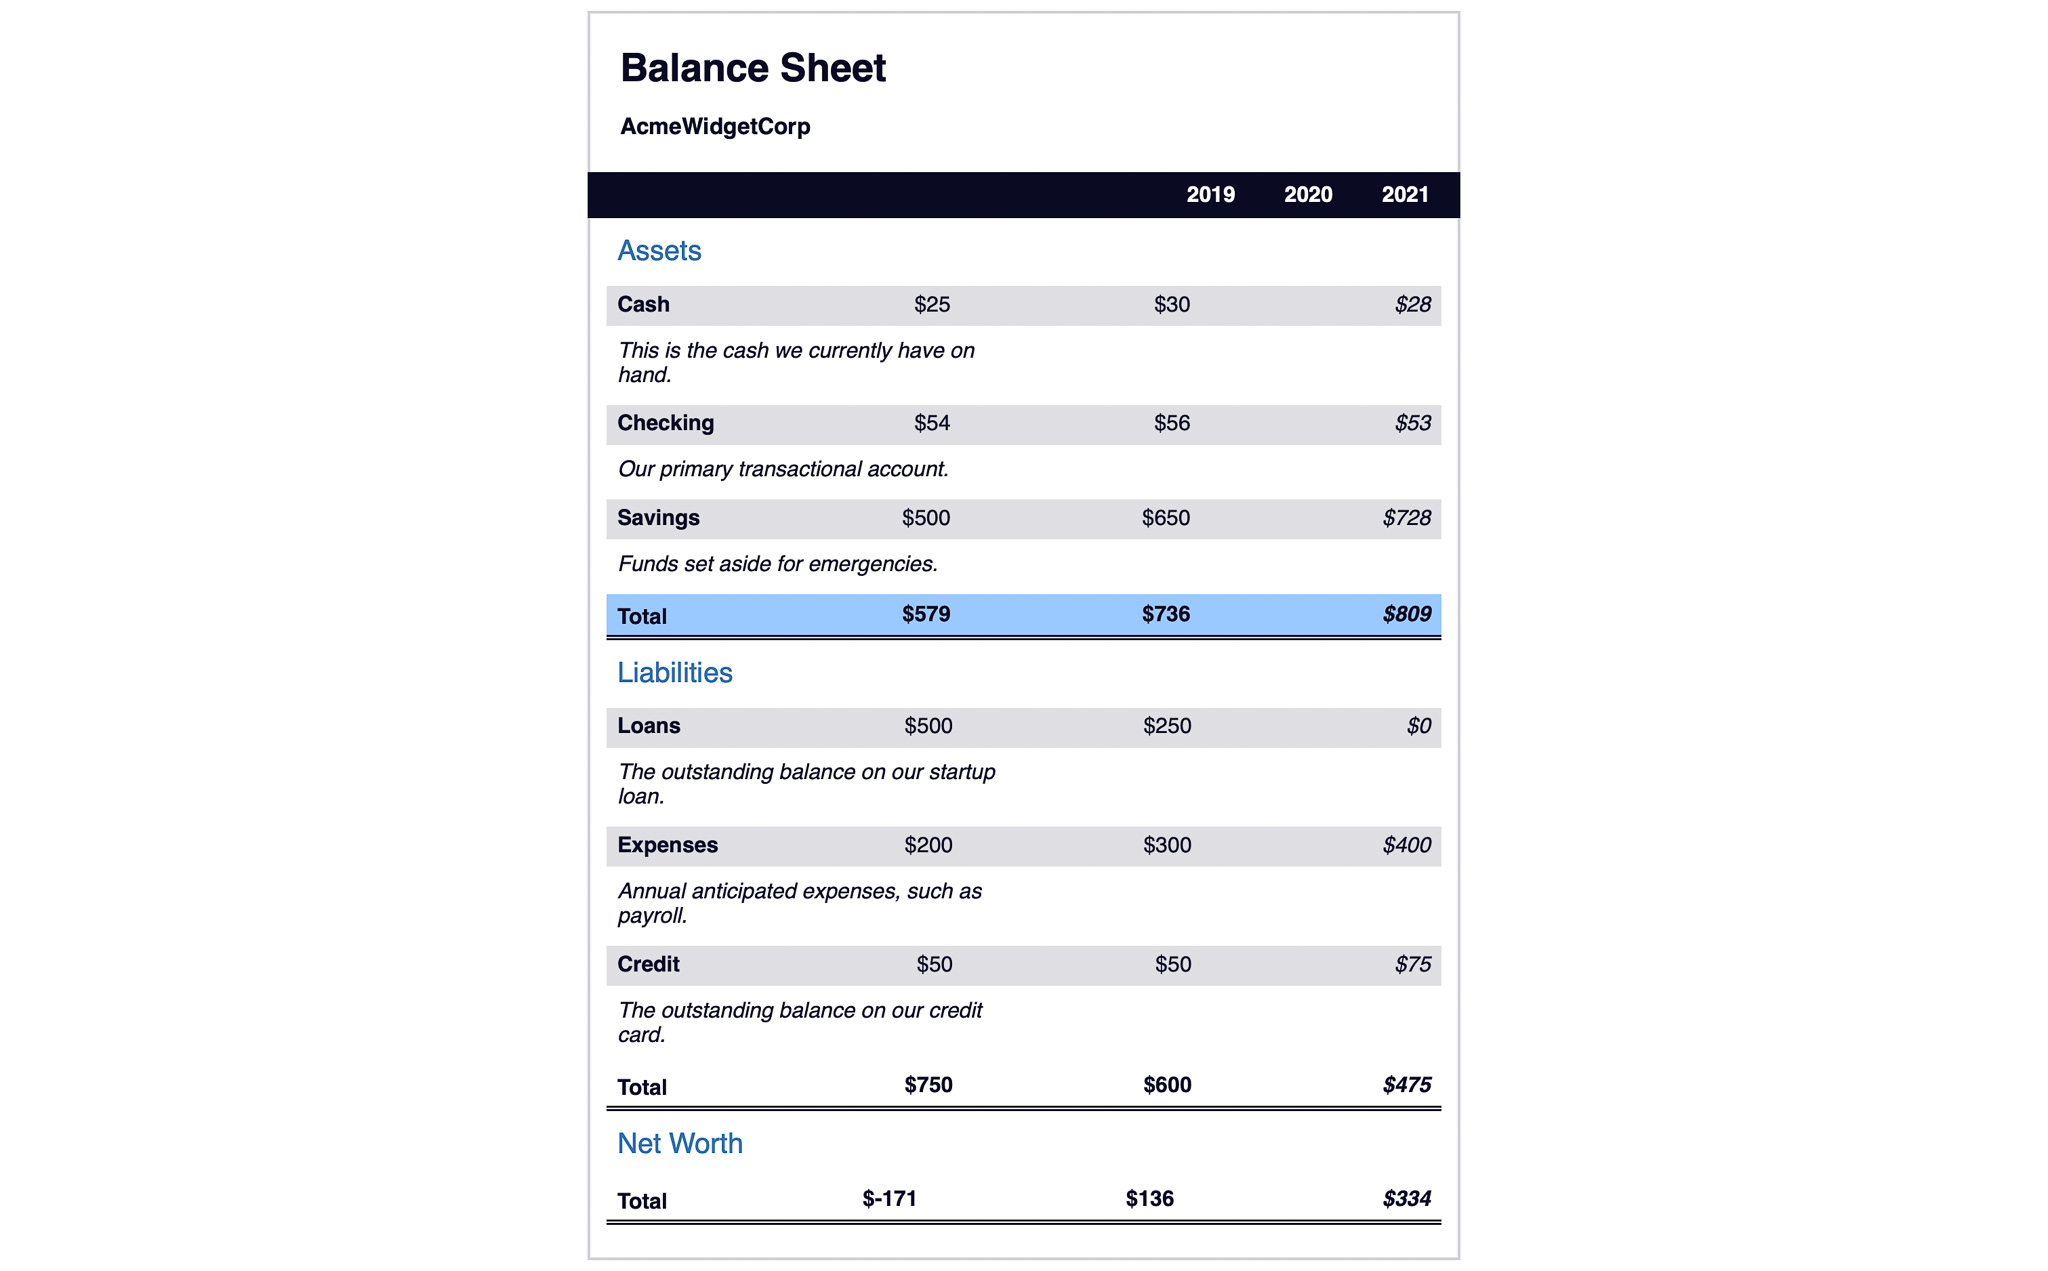 Balance Sheet
AcmeWidgetCorp
2019 2020 2021
Assets
Cash $25 $30 $28
This is the cash we currently have on
hand.
Checking $54 $56 $53
Our primary transactional account.
Savings $500 $650 $728
Funds set aside for emergencies.
Total $579 $736 $809
Liabilities
Loans $500 $250 $0
The outstanding balance on our startup
loan.
Expenses $200 $300 $400
Annual anticipated expenses, such as
payroll.
Credit $50 $50 $75
The outstanding balance on our credit
card.
Total $750 $600 $475
Net Worth
Total $-171 $136 $334